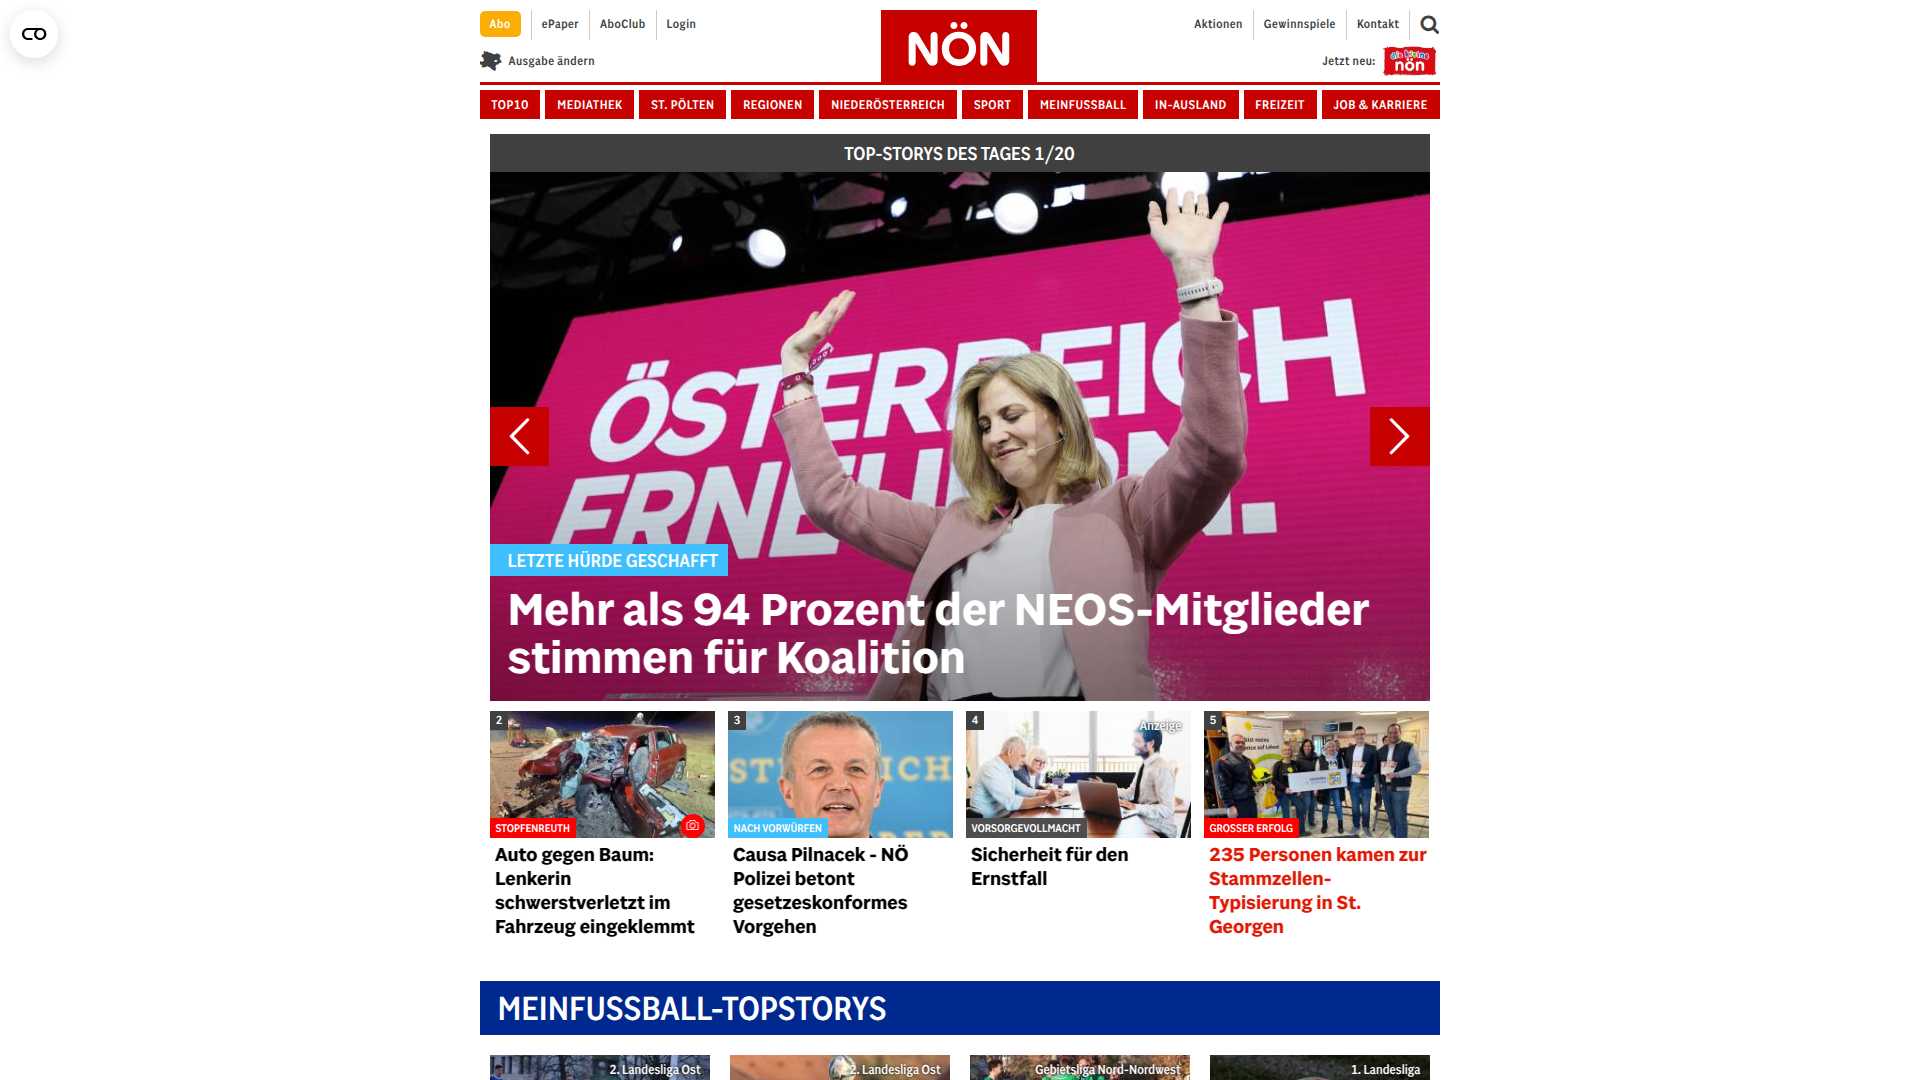 Abo
ePaper
AboClub
Login
NÖN
Aktionen
Gewinnspiele
Kontakt
Ausgabe ändern
Jetzt neu:
die kleine
nön
TOP10
MEDIATHEK
ST. PÖLTEN
REGIONEN
NIEDERÖSTERREICH
SPORT
MEINFUSSBALL
IN-AUSLAND
FREIZEIT
JOB & KARRIERE
TOP-STORYS DES TAGES 1/20
ÖSTERREICH
ERNEU N.
LETZTE HÜRDE GESCHAFFT
Mehr als 94 Prozent der NEOS-Mitglieder
stimmen für Koalition
2
STOPFENREUTH
Auto gegen Baum:
Lenkerin
schwerstverletzt im
Fahrzeug eingeklemmt
3
NACH VORWÜRFEN
Causa Pilnacek - NÖ
Polizei betont
gesetzeskonformes
Vorgehen
4
Anzeige
VORSORGEVOLLMACHT
Sicherheit für den
Ernstfall
5
GROSSER ERFOLG
235 Personen kamen zur
Stammzellen-
Typisierung in St.
Georgen
MEINFUSSBALL-TOPSTORYS
2. Landesliga Ost
2. Landesliga Ost
Gebietsliga Nord-Nordwest
1. Landesliga